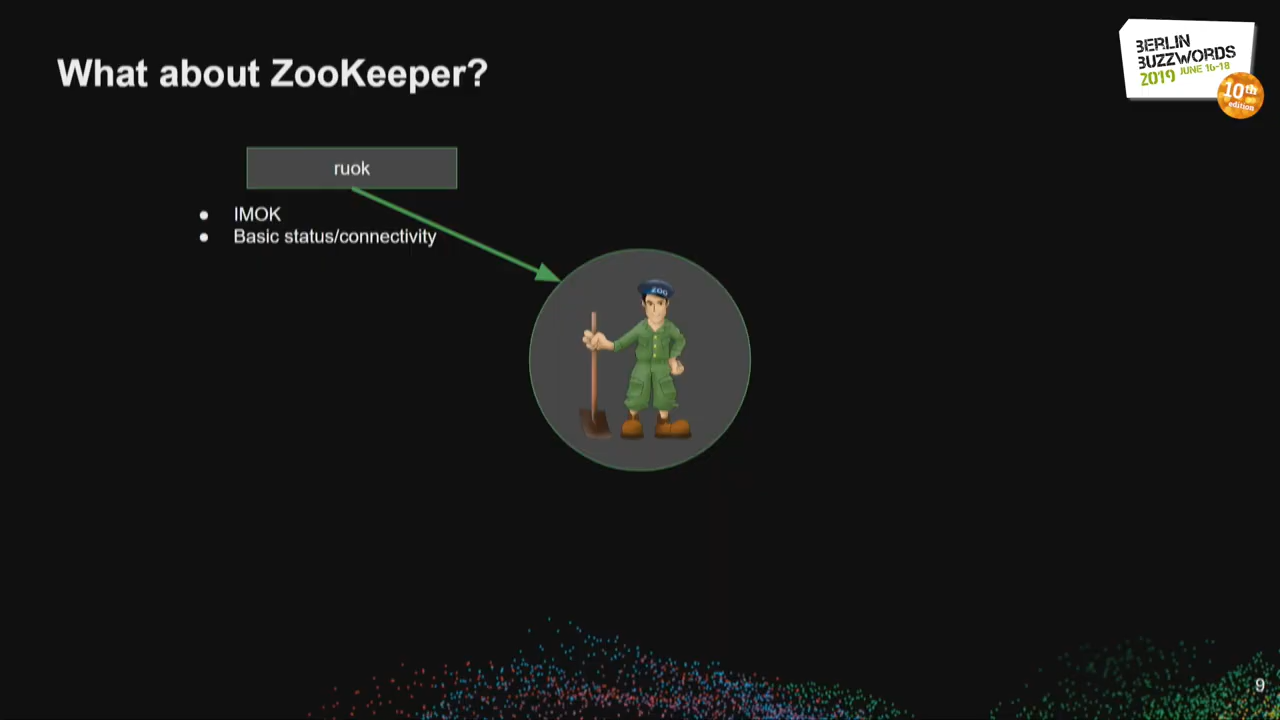 What about ZooKeeper?
BERLIN
BUZZWORDS
2019 JUNE 16-18
10th
edition
ruok
IMOK
Basic status/connectivity
ZOO
9